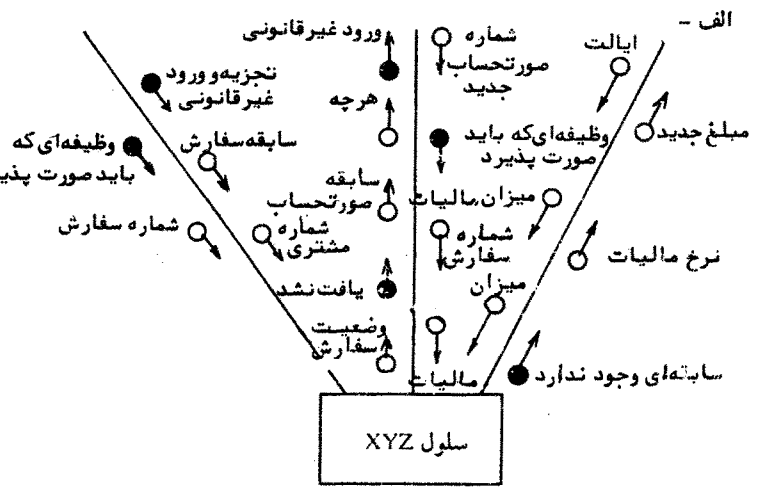 الف –
ایالت
مبلغ جدید
نرخ مالیات
سابقه‌ای وجود ندارد
شماره
صورتحساب
جدید
وظیفه‌ای‌که باید
صورت پذیرد
میزان مالیات
شماره
سفارش
میزان
مالیات
ورود غیرقانونی
هرچه
سابقه
صورتحساب
یافت‌نشد
وضعیت
سفارش
تجزیه‌و‌ورود
غیرقانونی
سابقه‌سفارش
شماره
مشتری
وظیفه‌ای‌که
باید صورت پذیر
شماره سفارش
سلول XYZ